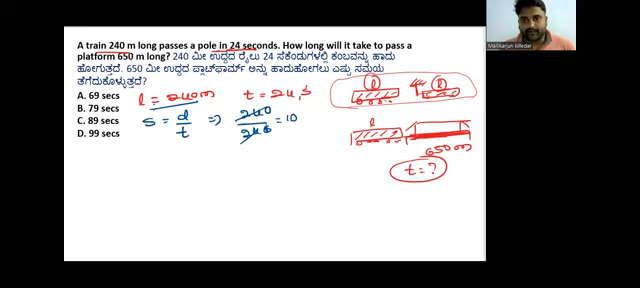 A train 240 m long passes a pole in 24 seconds. How long will it take to pass a
platform 650 m long? 240 ಮೀ ಉದ್ದದ ರೈಲು 24 ಸೆಕೆಂಡುಗಳಲ್ಲಿ ಕಂಬವನ್ನು ಹಾದು
ಹೋಗುತ್ತದೆ. 650 ಮೀ ಉದ್ದದ ಪ್ಲಾಟ್‌ಫಾರ್ಮ್ ಅನ್ನು ಹಾದುಹೋಗಲು ಎಷ್ಟು ಸಮಯ
ತೆಗೆದುಕೊಳ್ಳುತ್ತದೆ?
A. 69 secs
B. 79 secs
C. 89 secs
D. 99 secs
l = 240m t = 24 s
S = d/t => 240/24 = 10
l
l
l
650m
t = ?
Mallikarjun killedar